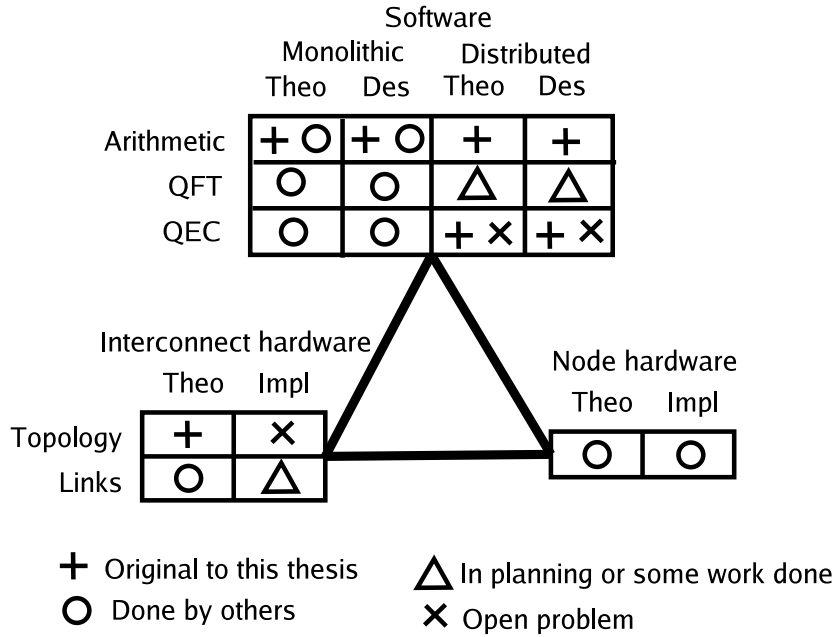 Software
Monolithic Distributed
Theo Des Theo Des
Arithmetic
QFT
QEC
Interconnect hardware
Theo Impl
Topology
Links
Node hardware
Theo Impl
Original to this thesis
Done by others
In planning or some work done
Open problem